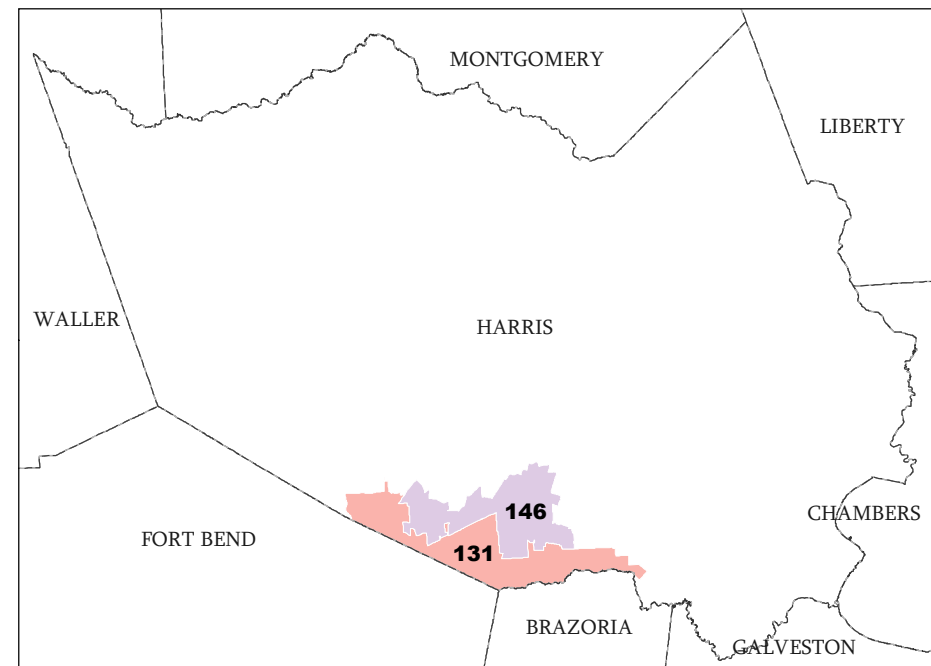 MONTGOMERY
LIBERTY
WALLER
HARRIS
146
CHAMBERS
FORT BEND
131
BRAZORIA
GALVESTON